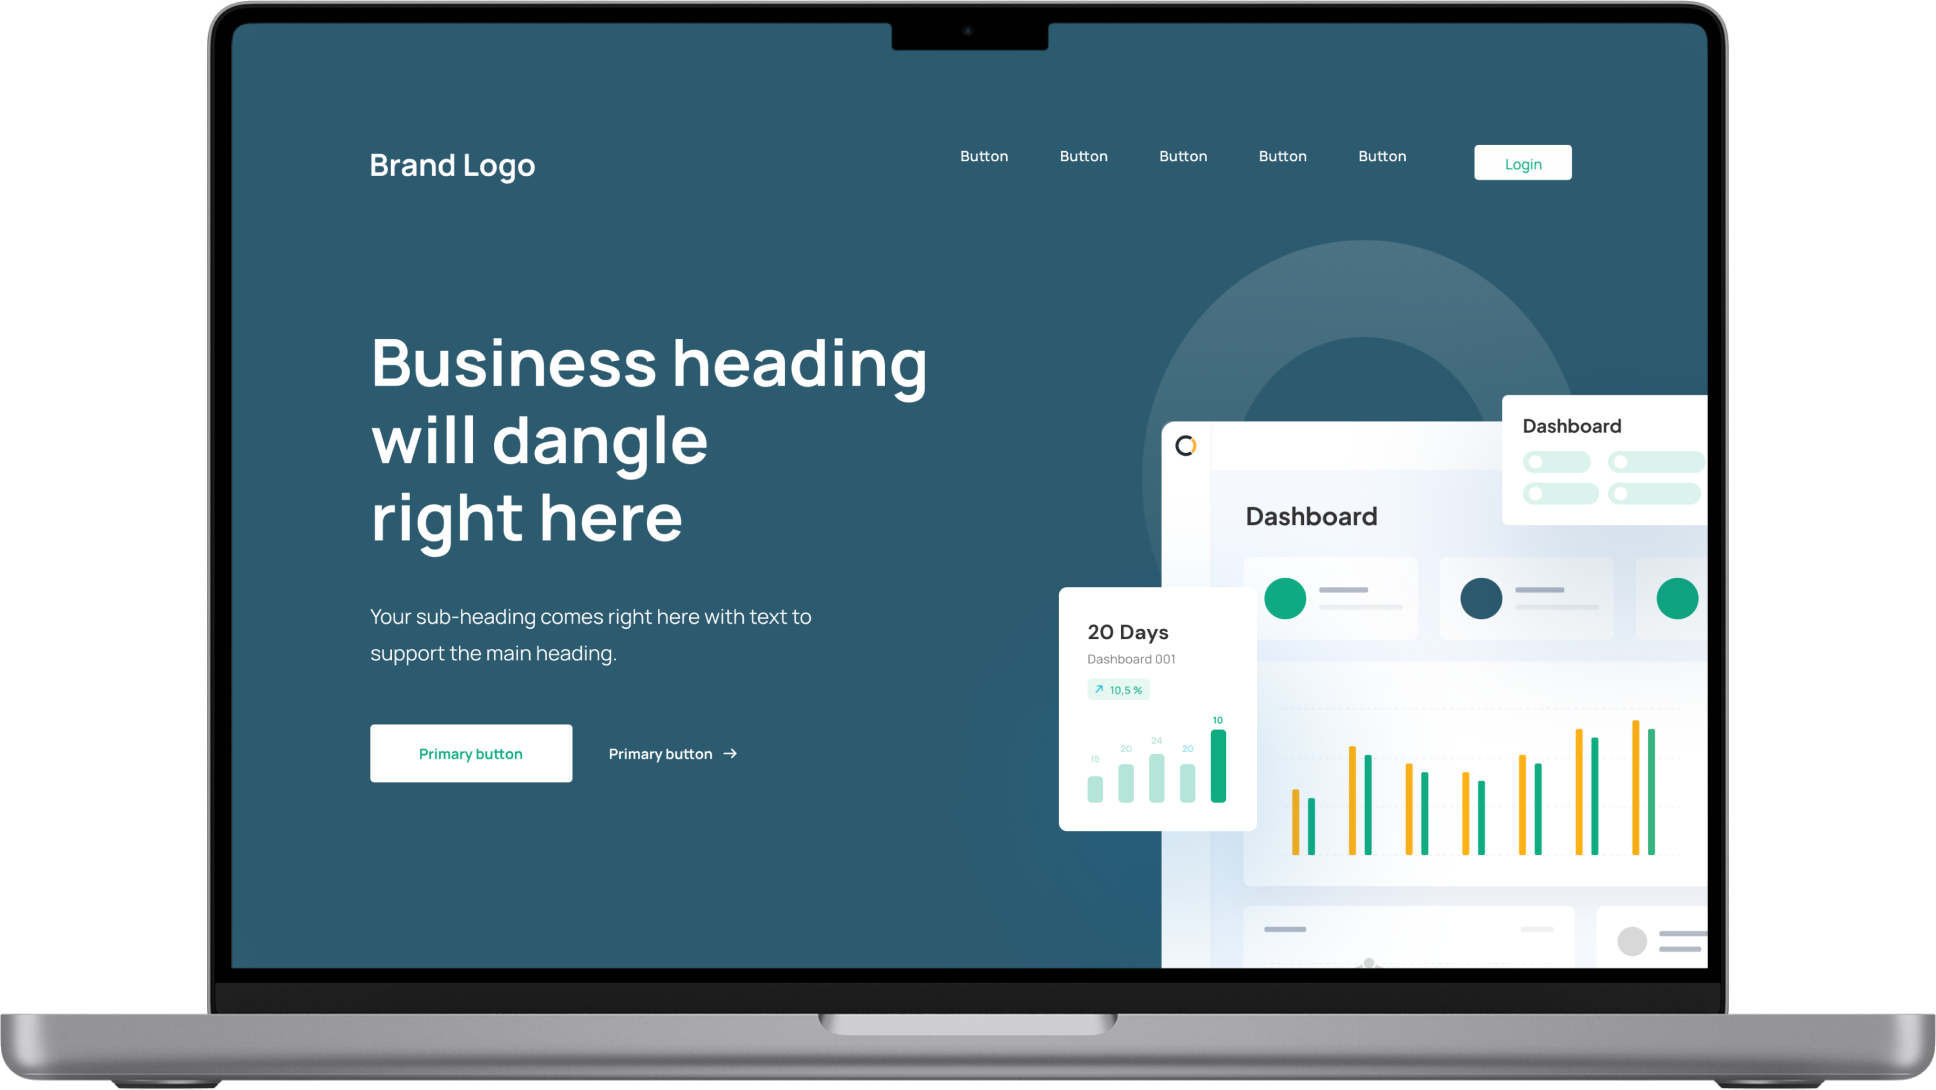 Brand Logo
Button Button Button Button Button Login
Business heading
will dangle
right here
Your sub-heading comes right here with text to
support the main heading.
Primary button Primary button →
Dashboard
Dashboard
20 Days
Dashboard 001
10,5 %
15 20 24 20 10